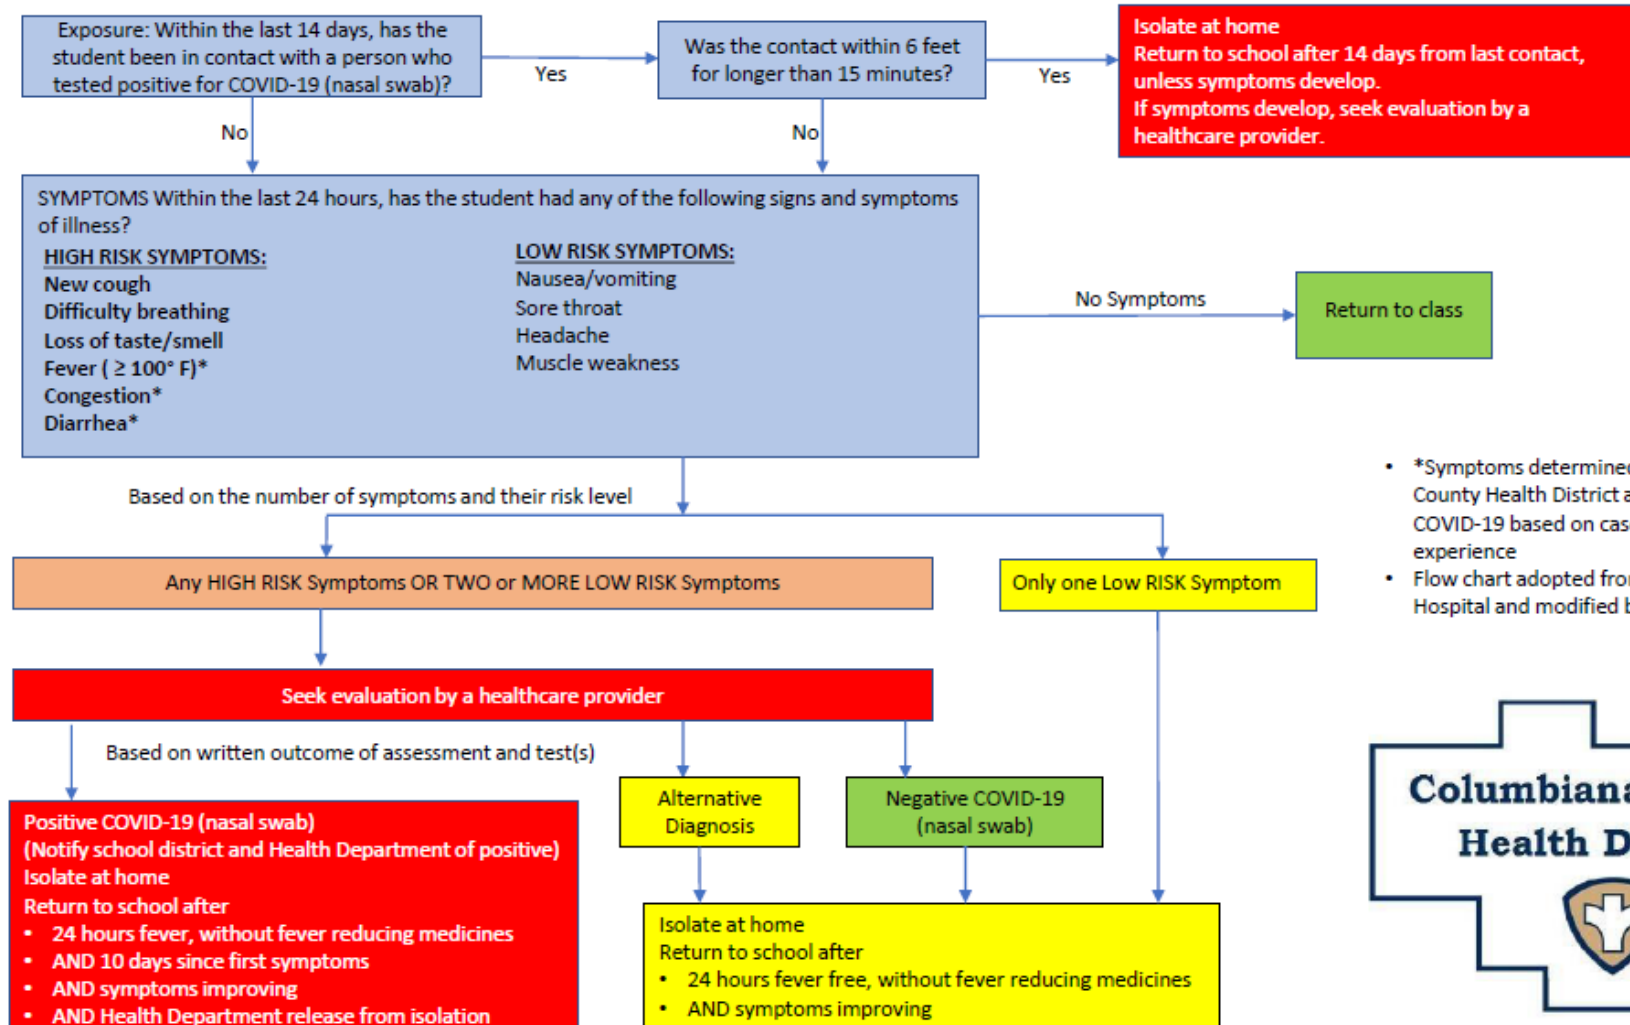 Exposure: Within the last 14 days, has the
student been in contact with a person who
tested positive for COVID-19 (nasal swab)?
Yes
Was the contact within 6 feet
for longer than 15 minutes?
Yes
Isolate at home
Return to school after 14 days from last contact,
unless symptoms develop.
If symptoms develop, seek evaluation by a
healthcare provider.
No
No
SYMPTOMS Within the last 24 hours, has the student had any of the following signs and symptoms
of illness?
HIGH RISK SYMPTOMS:
New cough
Difficulty breathing
Loss of taste/smell
Fever ( ≥ 100° F)*
Congestion*
Diarrhea*
LOW RISK SYMPTOMS:
Nausea/vomiting
Sore throat
Headache
Muscle weakness
No Symptoms
Return to class
• *Symptoms determined
County Health District
COVID-19 based on
experience
• Flow chart adopted
Hospital and modified
Based on the number of symptoms and their risk level
Any HIGH RISK Symptoms OR TWO or MORE LOW RISK Symptoms
Only one Low RISK Symptom
Seek evaluation by a healthcare provider
Based on written outcome of assessment and test(s)
Positive COVID-19 (nasal swab)
(Notify school district and Health Department of positive)
Isolate at home
Return to school after
• 24 hours fever, without fever reducing medicines
• AND 10 days since first symptoms
• AND symptoms improving
• AND Health Department release from isolation
Alternative
Diagnosis
Negative COVID-19
(nasal swab)
Isolate at home
Return to school after
• 24 hours fever free, without fever reducing medicines
• AND symptoms improving
Columbiana
Health D